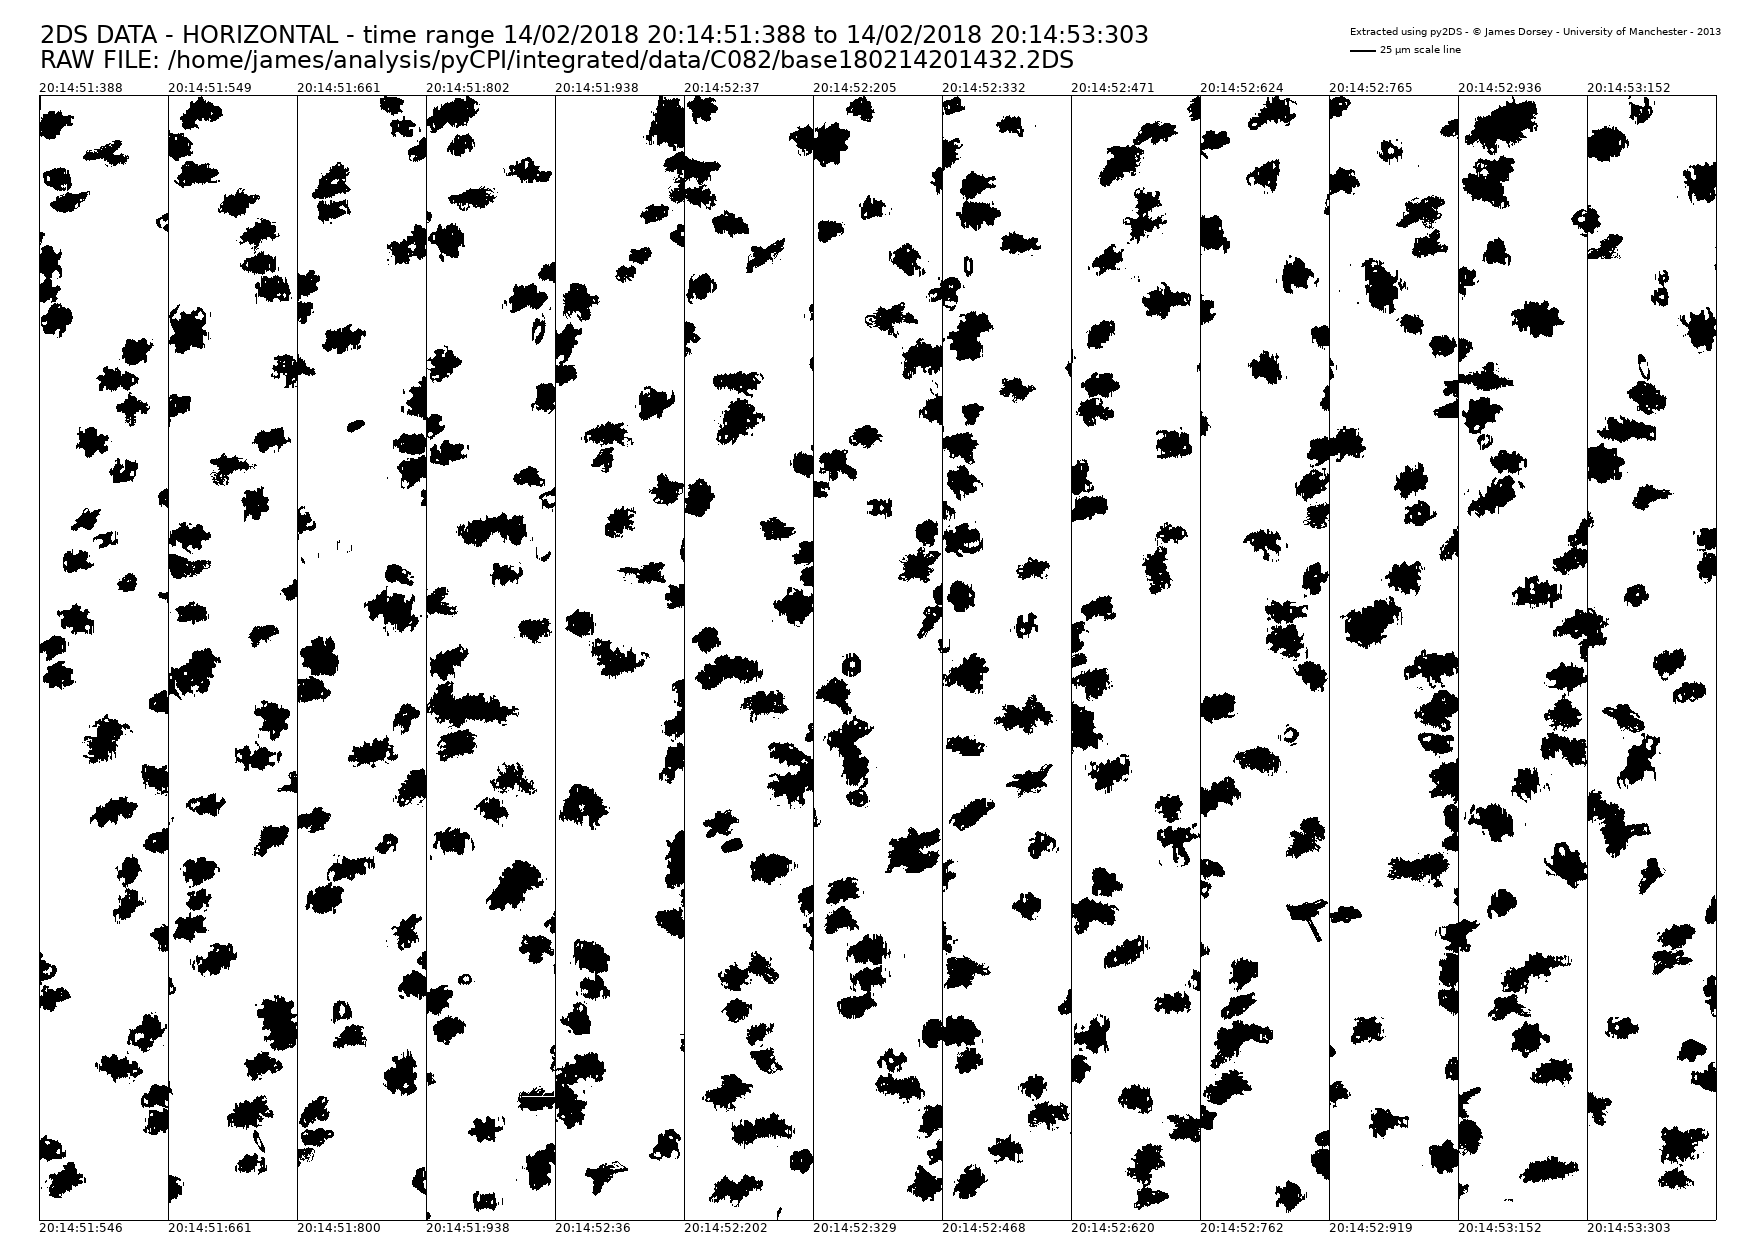 2DS DATA - HORIZONTAL - time range 14/02/2018 20:14:51:388 to 14/02/2018 20:14:53:303
RAW FILE: /home/james/analysis/pyCPI/integrated/data/C082/base180214201432.2DS
Extracted using py2DS - © James Dorsey - University of Manchester - 2013
25 µm scale line
20:14:51:388 20:14:51:549 20:14:51:661 20:14:51:802 20:14:51:938 20:14:52:37 20:14:52:205 20:14:52:332 20:14:52:471 20:14:52:624 20:14:52:765 20:14:52:936 20:14:53:152
20:14:51:546 20:14:51:661 20:14:51:800 20:14:51:938 20:14:52:36 20:14:52:202 20:14:52:329 20:14:52:468 20:14:52:620 20:14:52:762 20:14:52:919 20:14:53:152 20:14:53:303